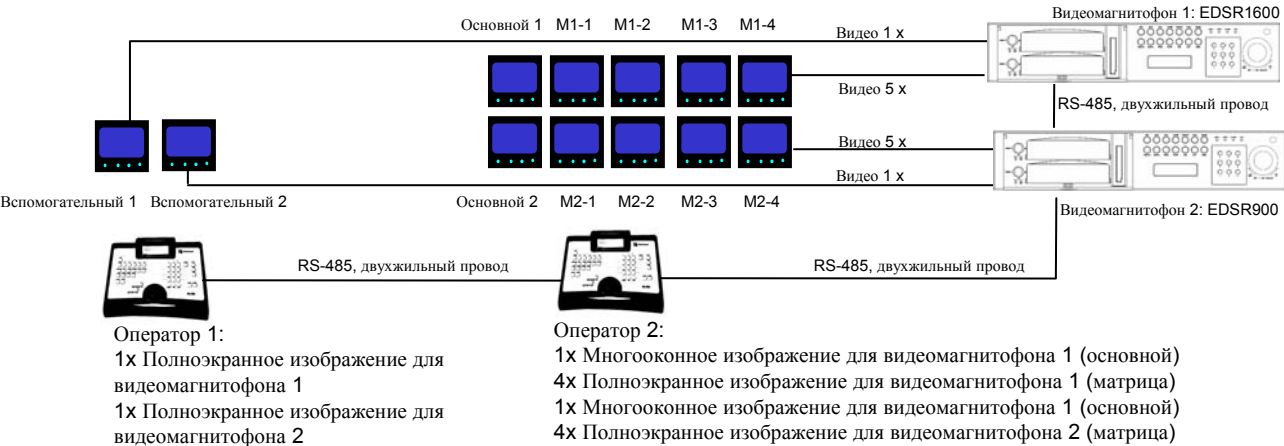 Видеомагнитофон 1: EDSR1600
Основной 1 M1-1 M1-2 M1-3 M1-4
Видео 1 x
Видео 5 x
RS-485, двухжильный провод
Видео 5 x
Видео 1 x
Вспомогательный 1 Вспомогательный 2
Основной 2 M2-1 M2-2 M2-3 M2-4
Видеомагнитофон 2: EDSR900
RS-485, двухжильный провод
RS-485, двухжильный провод
Оператор 1:
1x Полноэкранное изображение для
видеомагнитофона 1
1x Полноэкранное изображение для
видеомагнитофона 2
Оператор 2:
1x Многооконное изображение для видеомагнитофона 1 (основной)
4x Полноэкранное изображение для видеомагнитофона 1 (матрица)
1x Многооконное изображение для видеомагнитофона 1 (основной)
4x Полноэкранное изображение для видеомагнитофона 2 (матрица)